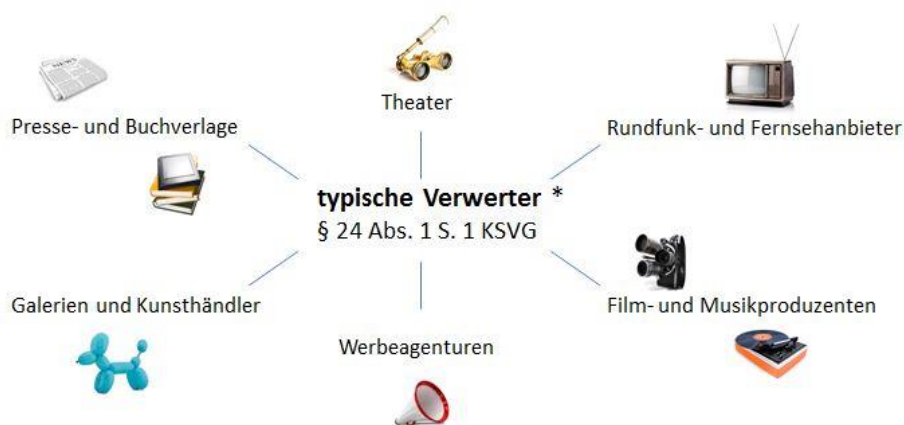 NEWS
Theater
Presse- und Buchverlage
Rundfunk- und Fernsehanbieter
typische Verwerter *
§ 24 Abs. 1 S. 1 KSVG
Galerien und Kunsthändler
Film- und Musikproduzenten
Werbeagenturen